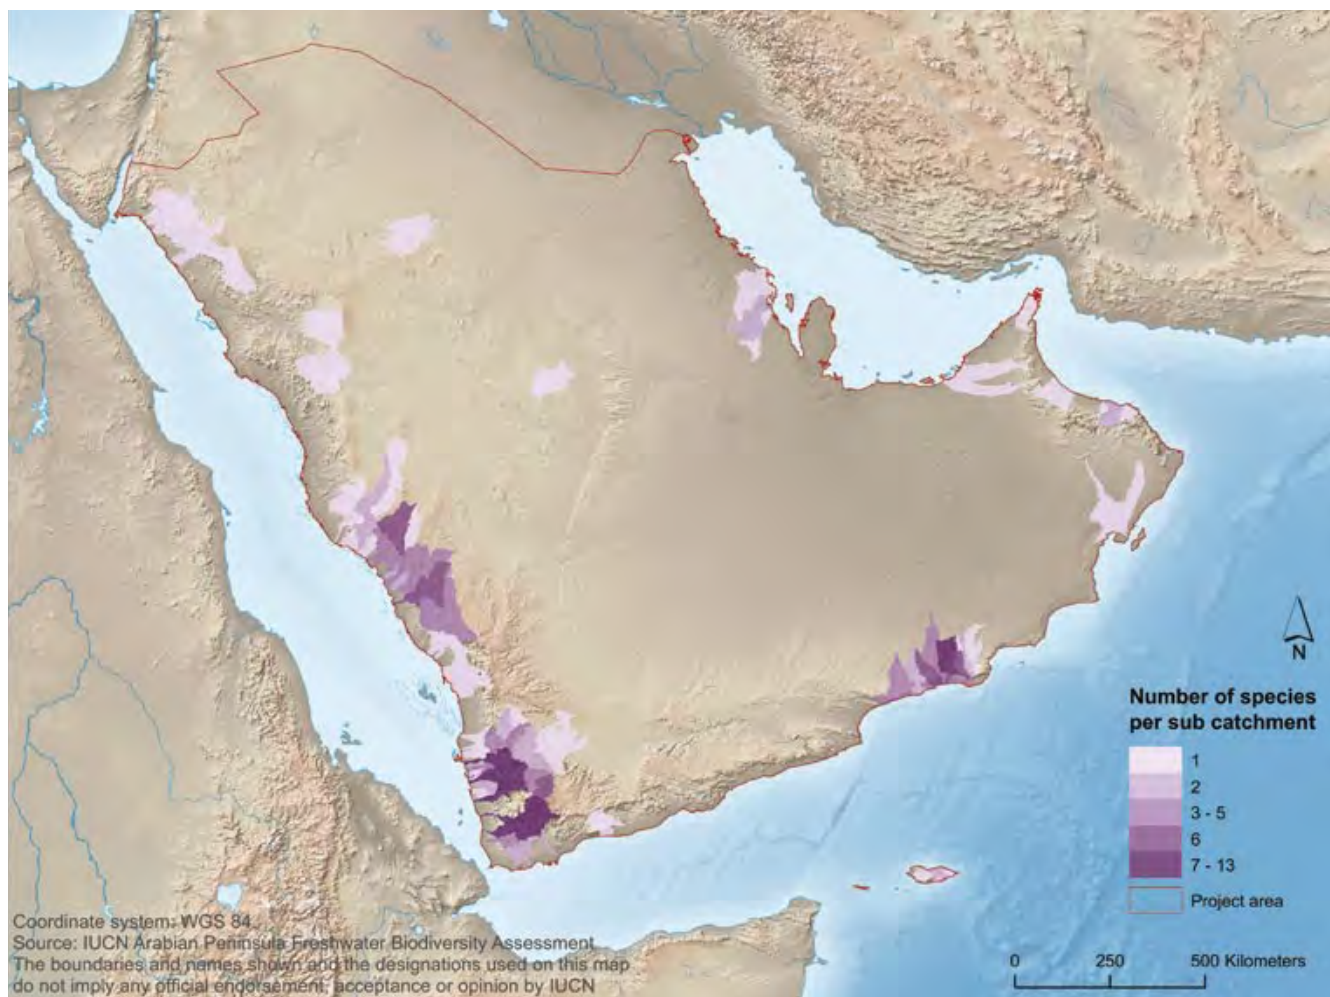 N
Number of species
per sub catchment
1
2
3 - 5
6
7 - 13
Project area
Coordinate system: WGS 84
Source: IUCN Arabian Peninsula Freshwater Biodiversity Assessment
The boundaries and names shown and the designations used on this map
do not imply any official endorsement, acceptance or opinion by IUCN
0 250 500 Kilometers